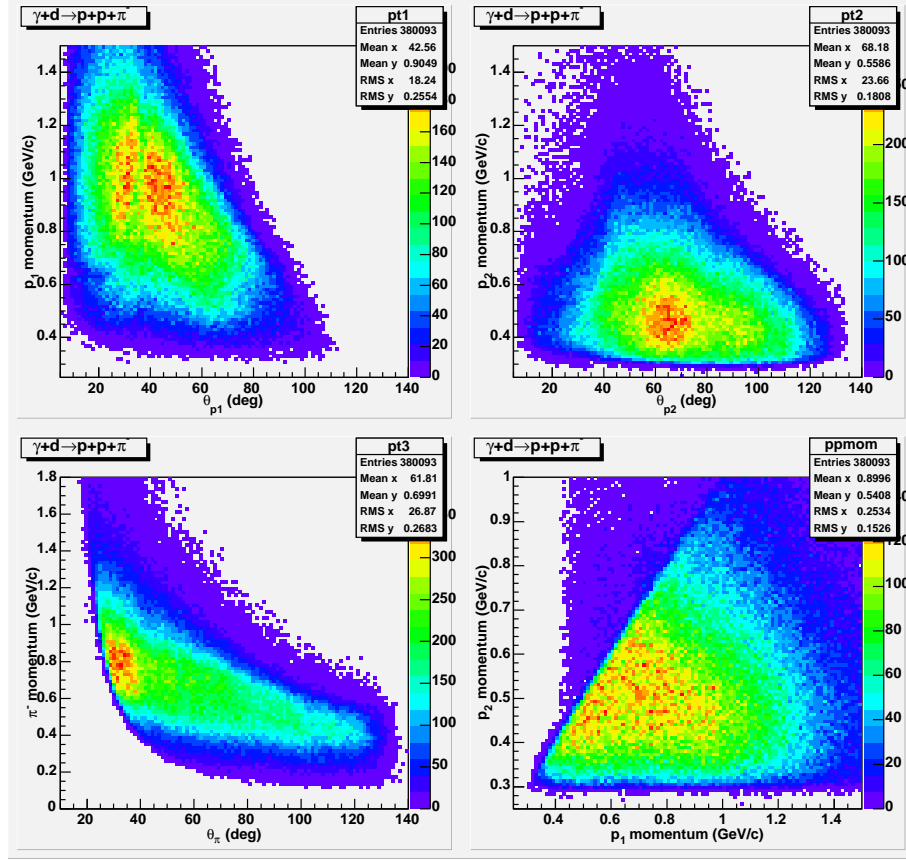 γ+d→p+p+π⁻
pt1
Entries 380093
Mean x 42.56
Mean y 0.9049
RMS x 18.24
RMS y 0.2554
p₁ momentum (GeV/c)
1.4
1.2
1
0.8
0.6
0.4
20 40 60 80 100 120 140
θp1 (deg)
160
140
120
100
80
60
40
20
0
γ+d→p+p+π⁻
pt2
Entries 380093
Mean x 68.18
Mean y 0.5586
RMS x 23.66
RMS y 0.1808
p₂ momentum (GeV/c)
1.4
1.2
1
0.8
0.6
0.4
20 40 60 80 100 120 140
θp2 (deg)
200
150
100
50
0
γ+d→p+p+π⁻
pt3
Entries 380093
Mean x 61.81
Mean y 0.6991
RMS x 26.87
RMS y 0.2683
π⁻ momentum (GeV/c)
1.8
1.6
1.4
1.2
1
0.8
0.6
0.4
0.2
0
20 40 60 80 100 120 140
θπ (deg)
300
250
200
150
100
50
0
γ+d→p+p+π⁻
ppmom
Entries 380093
Mean x 0.8996
Mean y 0.5408
RMS x 0.2534
RMS y 0.1526
p₂ momentum (GeV/c)
1
0.9
0.8
0.7
0.6
0.5
0.4
0.3
0.4 0.6 0.8 1 1.2 1.4
p₁ momentum (GeV/c)
100
80
60
40
20
0